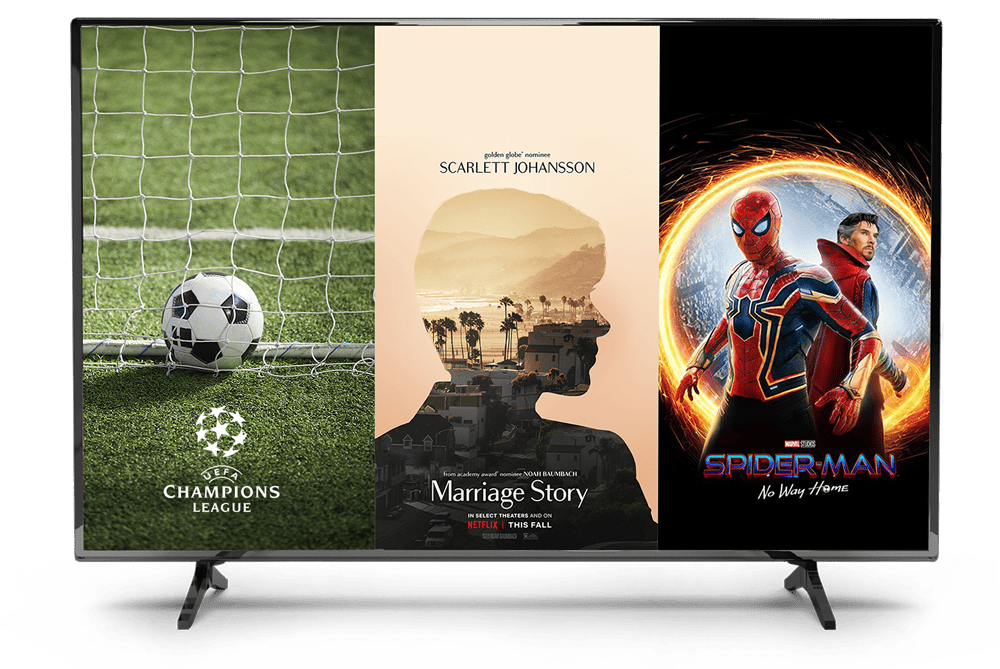 UEFA
CHAMPIONS
LEAGUE
golden globe® nominee
SCARLETT JOHANSSON
from academy award® nominee NOAH BAUMBACH
Marriage Story
IN SELECT THEATERS AND ON
NETFLIX | THIS FALL
MARVEL STUDIOS
SPIDER-MAN
No Way Home